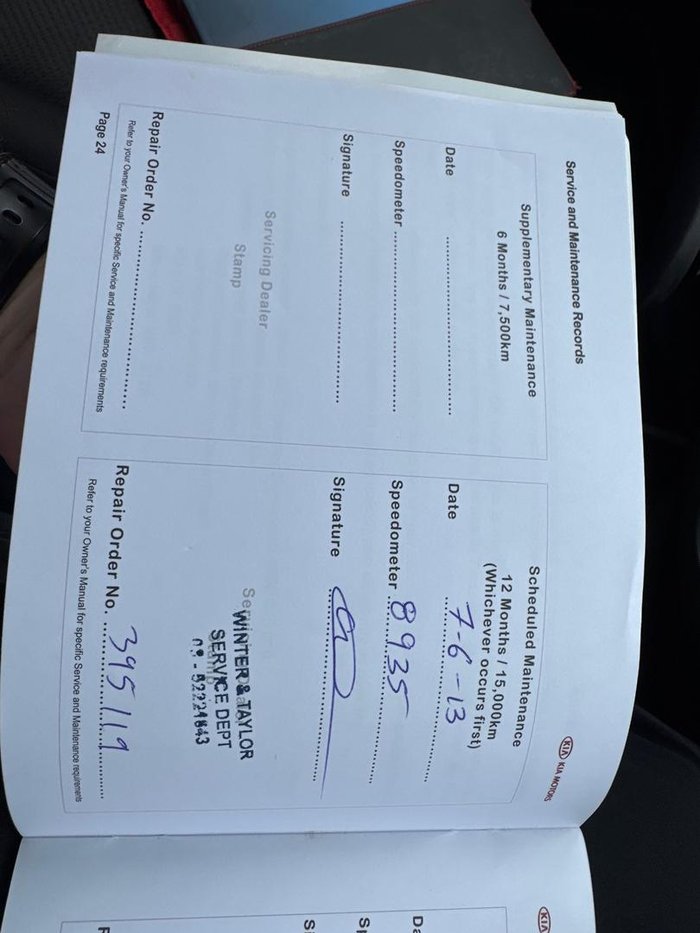 Service and Maintenance Records
KIA KIA MOTORS
Supplementary Maintenance
6 Months / 7,500km
Date
Speedometer
Signature
Servicing Dealer
Stamp
Repair Order No.
Refer to your Owner's Manual for specific Service and Maintenance requirements
Page 24
Scheduled Maintenance
12 Months / 15,000km
(Whichever occurs first)
Date 7-6-13
Speedometer 8935
Signature
WINTER & TAYLOR
SERVICE DEPT
Repair Order No. 395119
Refer to your Owner's Manual for specific Service and Maintenance requirements
KIA